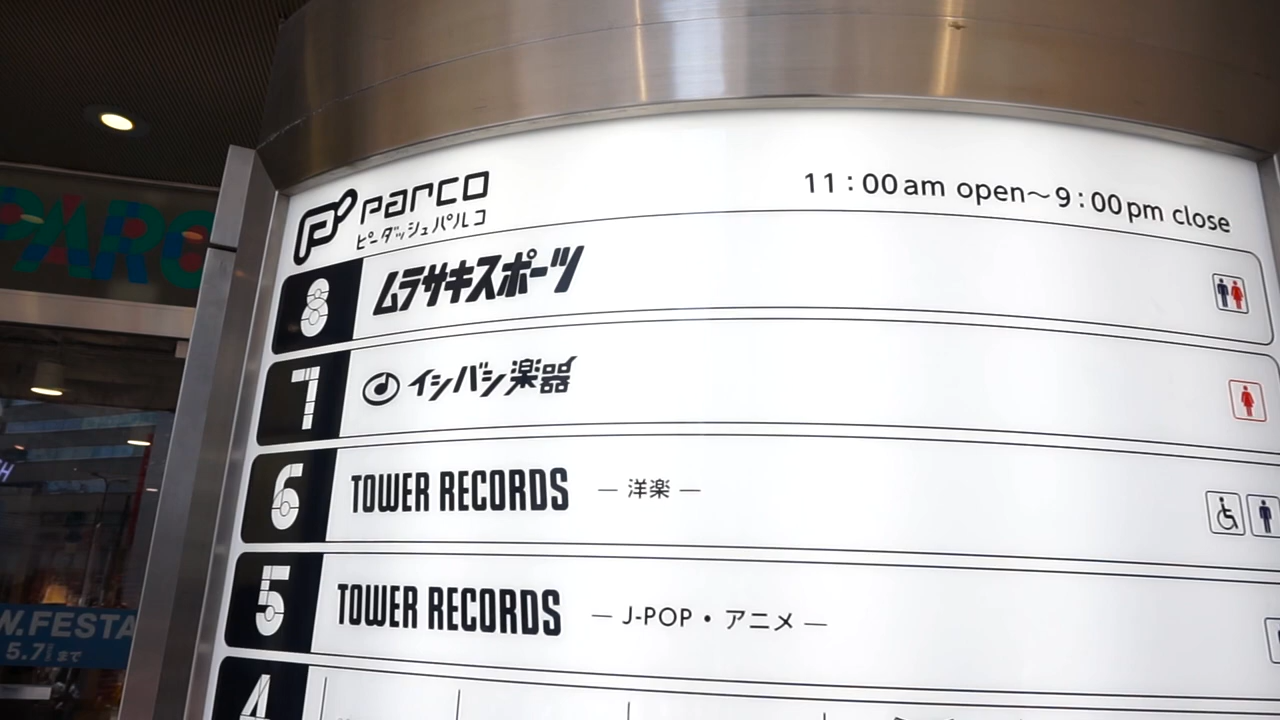 PARCO
ピーダッシュパルコ
11:00am open～9:00pm close
8 ムラサキスポーツ
7 イシバシ楽器
6 TOWER RECORDS — 洋楽 —
5 TOWER RECORDS — J-POP・アニメ —
4
PARCO
W.FESTA
5.7 まで